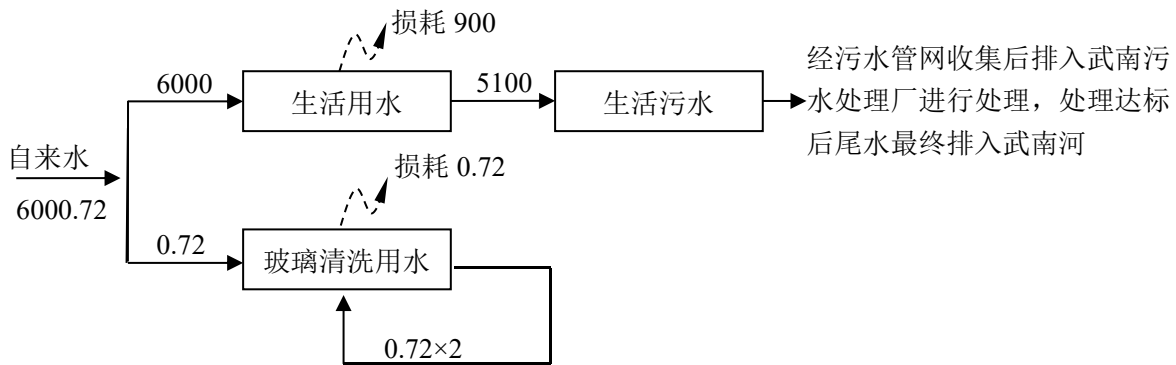 损耗 900
经污水管网收集后排入武南污
水处理厂进行处理，处理达标
后尾水最终排入武南河
6000
生活用水
5100
生活污水
自来水
6000.72
损耗 0.72
0.72
玻璃清洗用水
0.72×2